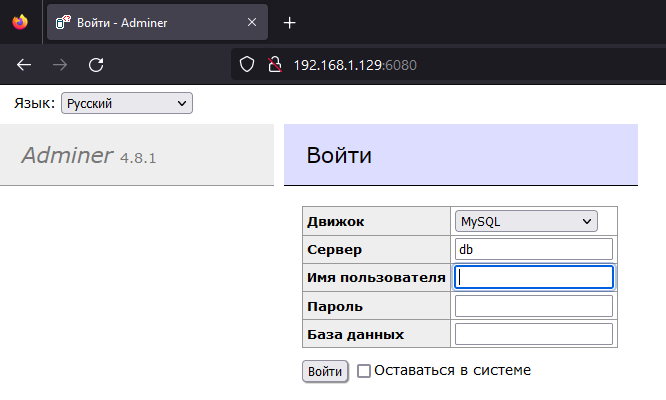 Войти - Adminer
192.168.1.129:6080
Язык: Русский
Adminer 4.8.1
Войти
Движок MySQL
Сервер db
Имя пользователя
Пароль
База данных
Войти Оставаться в системе